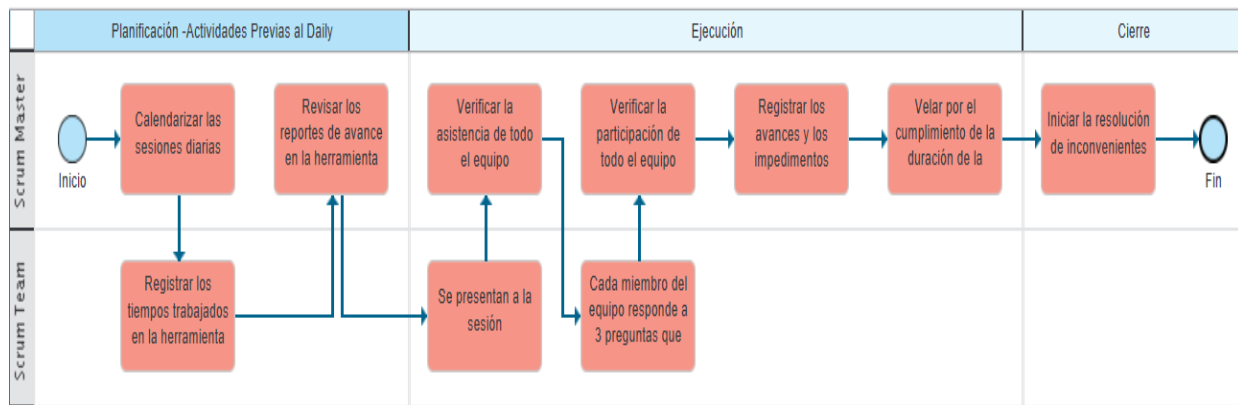 Planificación -Actividades Previas al Daily
Ejecución
Cierre
Scrum Master
Inicio
Calendarizar las
sesiones diarias
Revisar los
reportes de avance
en la herramienta
Verificar la
asistencia de todo
el equipo
Verificar la
participación de
todo el equipo
Registrar los
avances y los
impedimentos
Velar por el
cumplimiento de la
duración de la
Iniciar la resolución
de inconvenientes
Fin
Scrum Team
Registrar los
tiempos trabajados
en la herramienta
Se presentan a la
sesión
Cada miembro del
equipo responde a
3 preguntas que